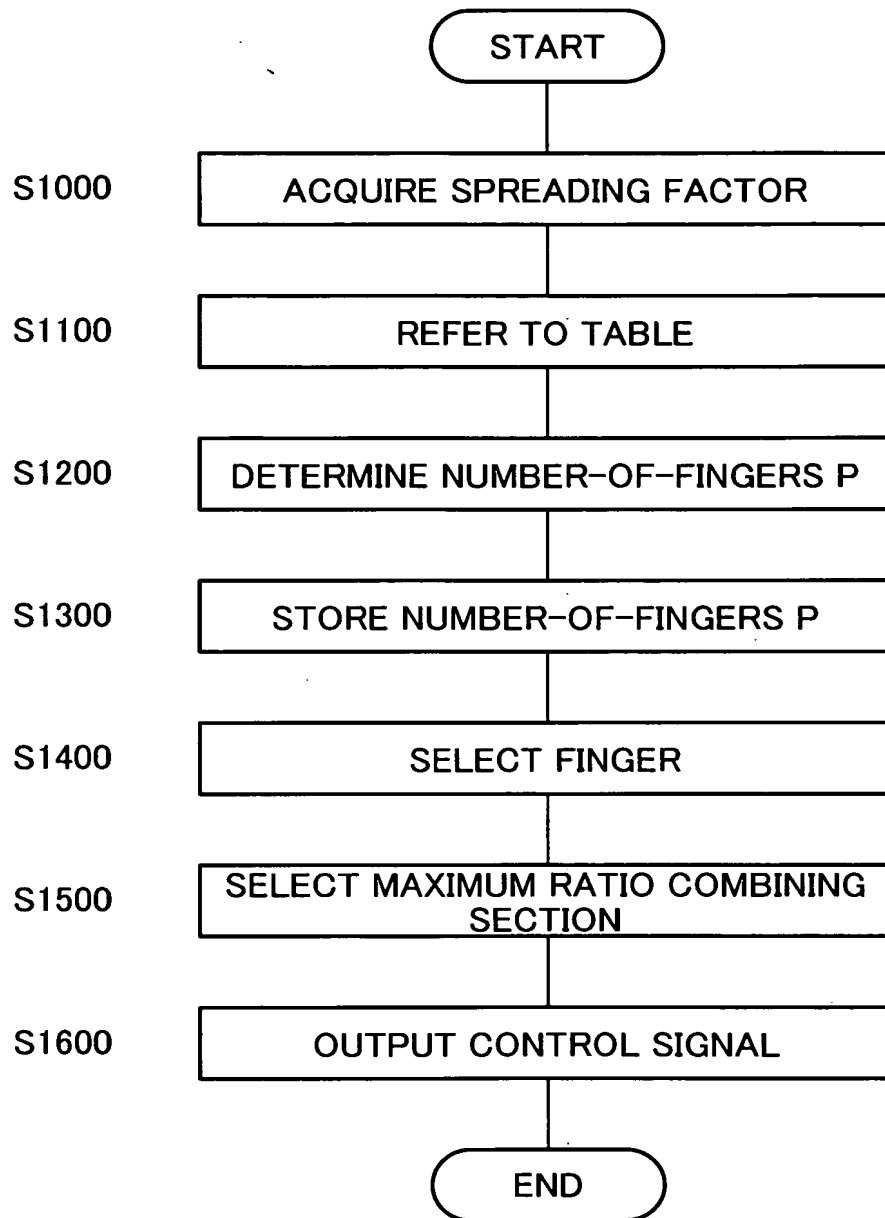 START
S1000 ACQUIRE SPREADING FACTOR
S1100 REFER TO TABLE
S1200 DETERMINE NUMBER-OF-FINGERS P
S1300 STORE NUMBER-OF-FINGERS P
S1400 SELECT FINGER
S1500 SELECT MAXIMUM RATIO COMBINING
SECTION
S1600 OUTPUT CONTROL SIGNAL
END